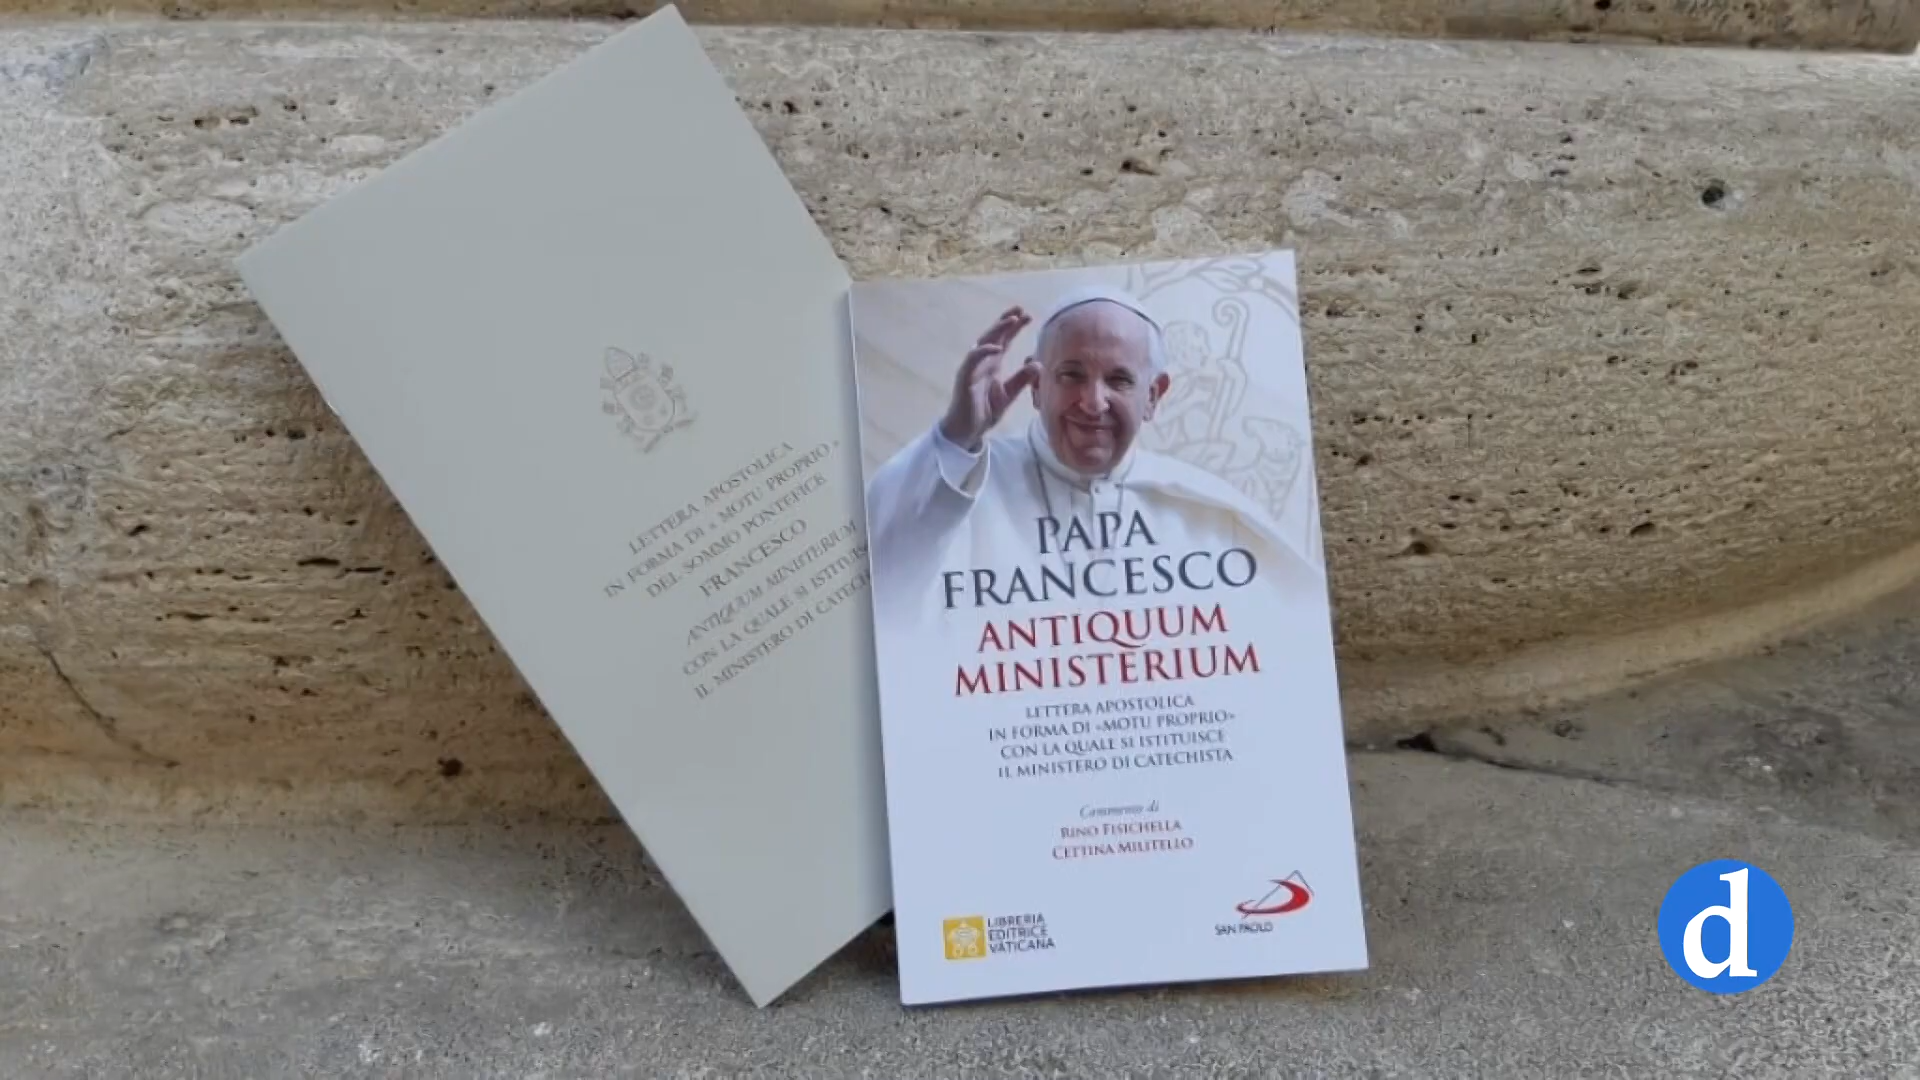 LETTERA APOSTOLICA
IN FORMA DI « MOTU PROPRIO »
DEL SOMMO PONTEFICE
FRANCESCO
ANTIQUUM MINISTERIUM
CON LA QUALE SI ISTITUISC
IL MINISTERO DI CATECH
PAPA
FRANCESCO
ANTIQUUM
MINISTERIUM
LETTERA APOSTOLICA
IN FORMA DI «MOTU PROPRIO»
CON LA QUALE SI ISTITUISCE
IL MINISTERO DI CATECHISTA
Commento di
RINO FISICHELLA
CETTINA MILITELLO
LIBRERIA
EDITRICE
VATICANA
SAN PAOLO
d